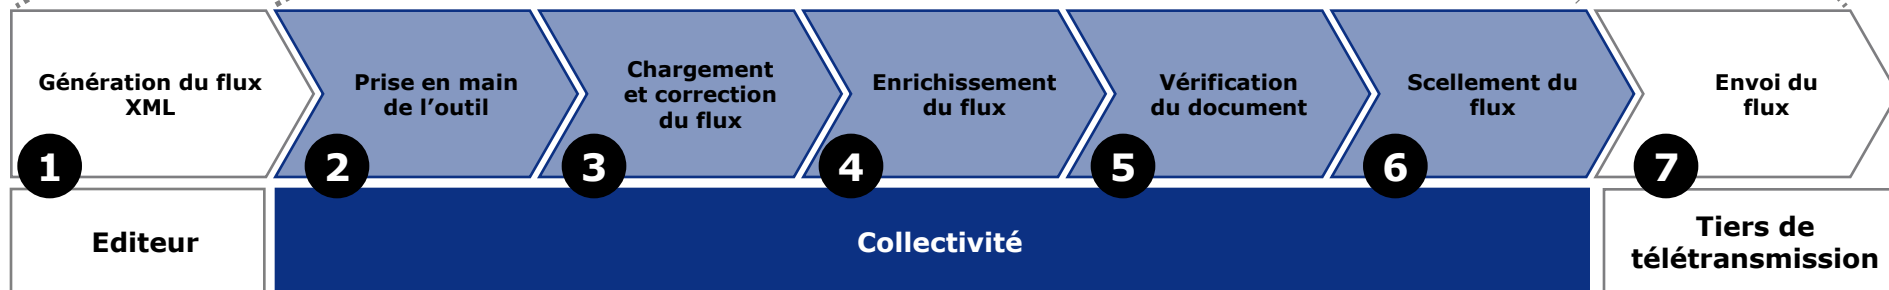 Génération du flux
XML
Prise en main
de l’outil
Chargement
et correction
du flux
Enrichissement
du flux
Vérification
du document
Scellement du
flux
Envoi du
flux
1
2
3
4
5
6
7
Editeur
Collectivité
Tiers de
télétransmission